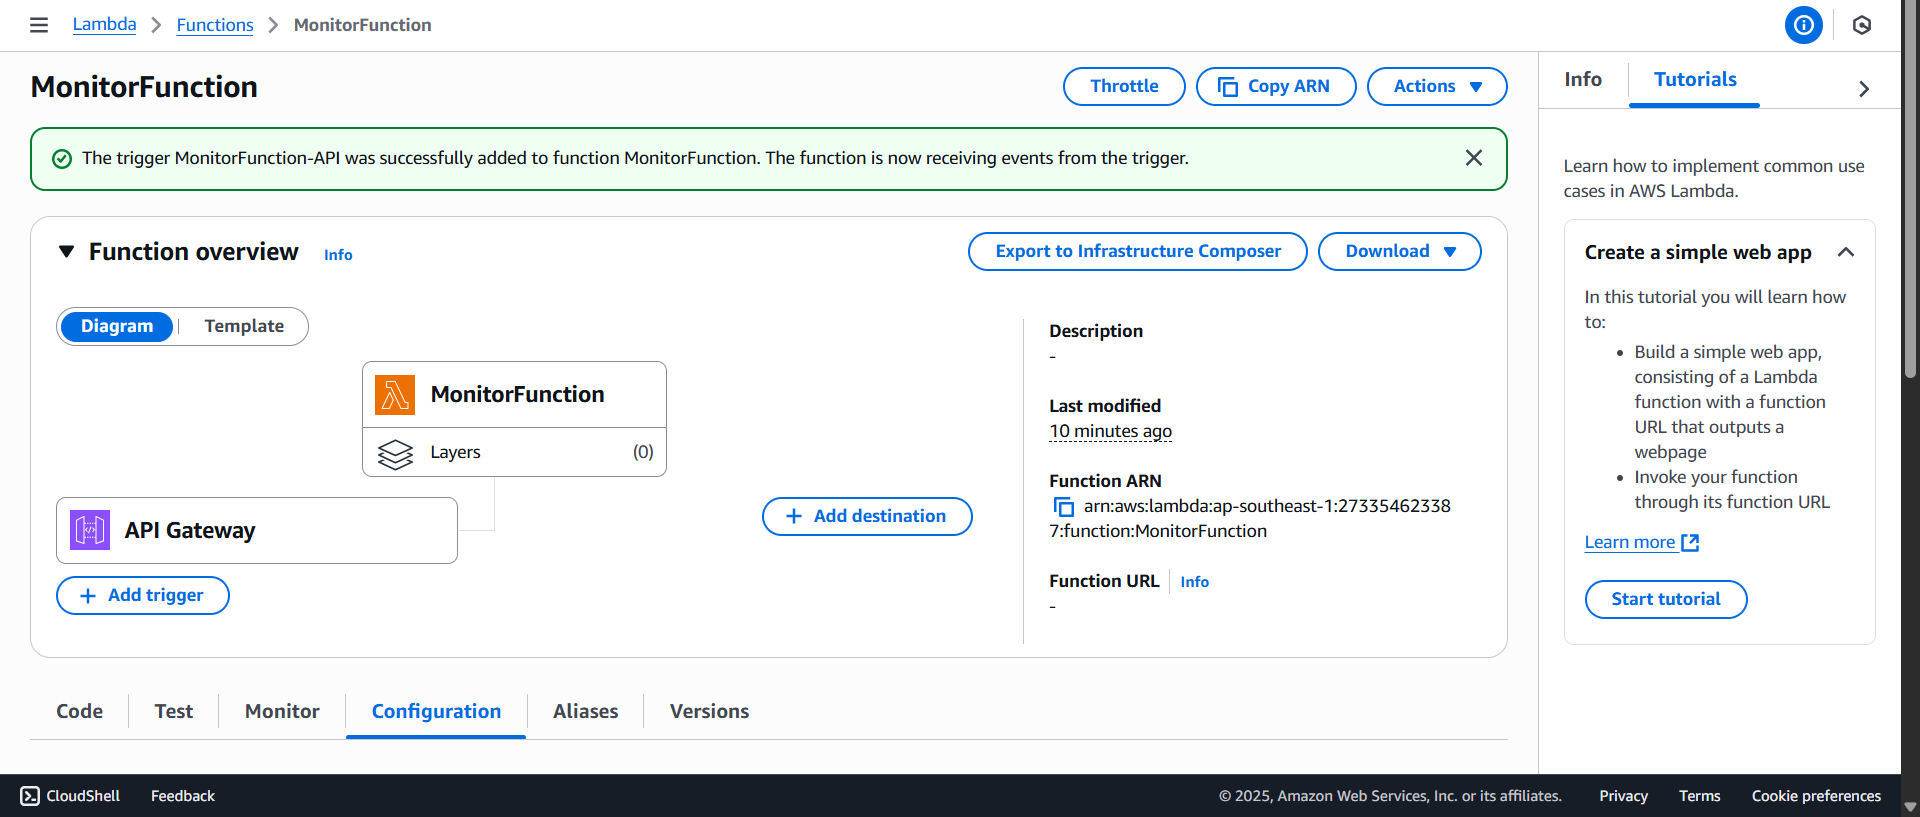 Lambda > Functions > MonitorFunction
MonitorFunction
Throttle
Copy ARN
Actions
The trigger MonitorFunction-API was successfully added to function MonitorFunction. The function is now receiving events from the trigger.
Function overview Info
Export to Infrastructure Composer
Download
Diagram
Template
MonitorFunction
Layers (0)
API Gateway
+ Add trigger
+ Add destination
Description
-
Last modified
10 minutes ago
Function ARN
arn:aws:lambda:ap-southeast-1:27335462338
7:function:MonitorFunction
Function URL Info
-
Code
Test
Monitor
Configuration
Aliases
Versions
Info
Tutorials
Learn how to implement common use
cases in AWS Lambda.
Create a simple web app
In this tutorial you will learn how
to:
• Build a simple web app,
consisting of a Lambda
function with a function
URL that outputs a
webpage
• Invoke your function
through its function URL
Learn more
Start tutorial
CloudShell
Feedback
© 2025, Amazon Web Services, Inc. or its affiliates.
Privacy
Terms
Cookie preferences